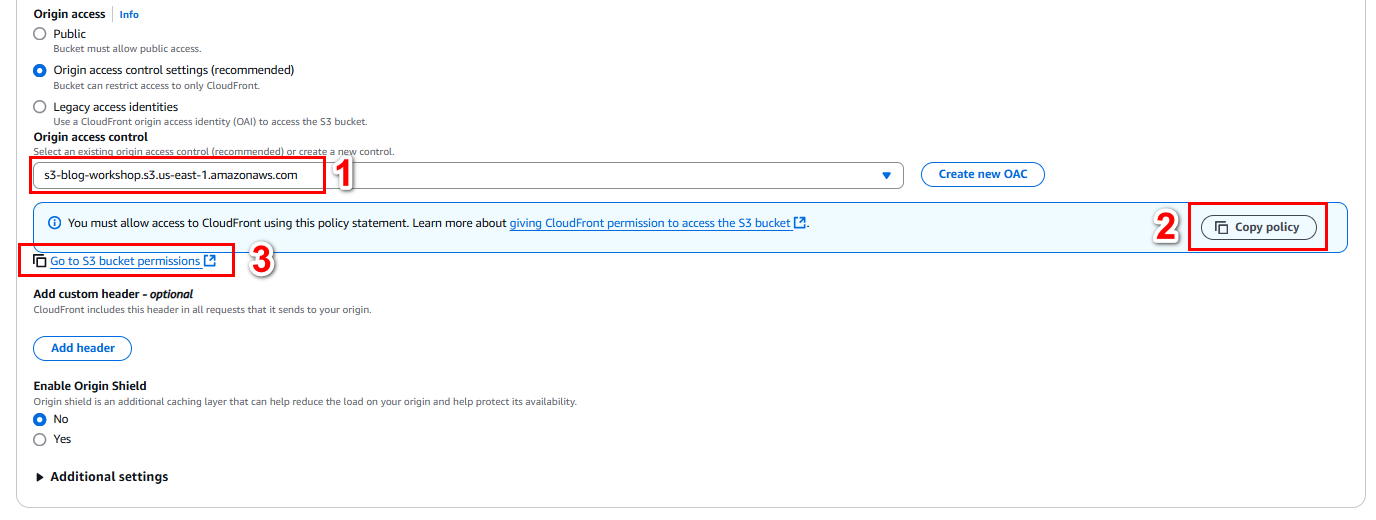 Origin access Info
Public
Bucket must allow public access.
Origin access control settings (recommended)
Bucket can restrict access to only CloudFront.
Legacy access identities
Use a CloudFront origin access identity (OAI) to access the S3 bucket.
Origin access control
Select an existing origin access control (recommended) or create a new control.
s3-blog-workshop.s3.us-east-1.amazonaws.com 1 Create new OAC
You must allow access to CloudFront using this policy statement. Learn more about giving CloudFront permission to access the S3 bucket. 2 Copy policy
Go to S3 bucket permissions 3
Add custom header - optional
CloudFront includes this header in all requests that it sends to your origin.
Add header
Enable Origin Shield
Origin shield is an additional caching layer that can help reduce the load on your origin and help protect its availability.
No
Yes
Additional settings